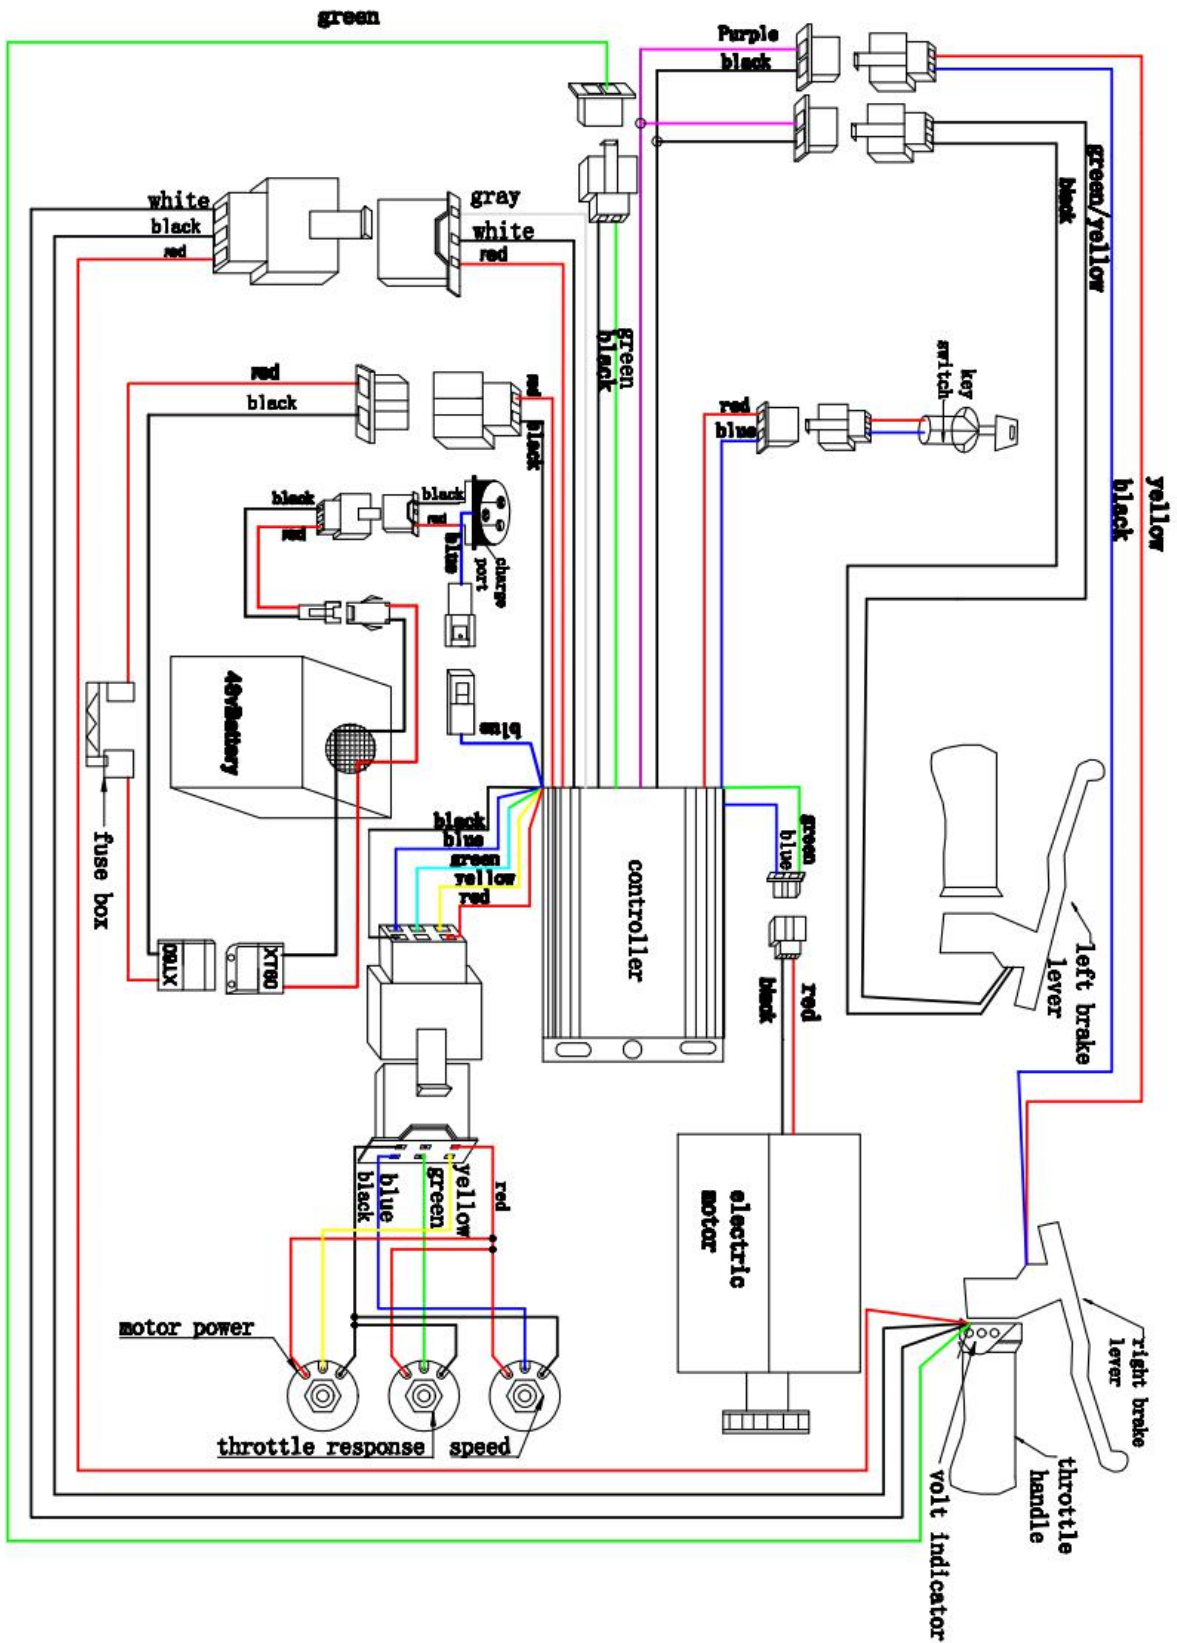 green
Purple
black
green/yellow
black
white
black
red
gray
white
red
green
black
key
switch
red
blue
yellow
black
red
black
red
black
black
red
black
red
blue
charge
port
48vBattery
blue
fuse box
black
blue
green
yellow
red
controller
green
blue
XT60
XT60
red
black
left brake
lever
black
blue
green
yellow
red
electric
motor
motor power
throttle response
speed
right brake
lever
throttle
handle
volt indicator